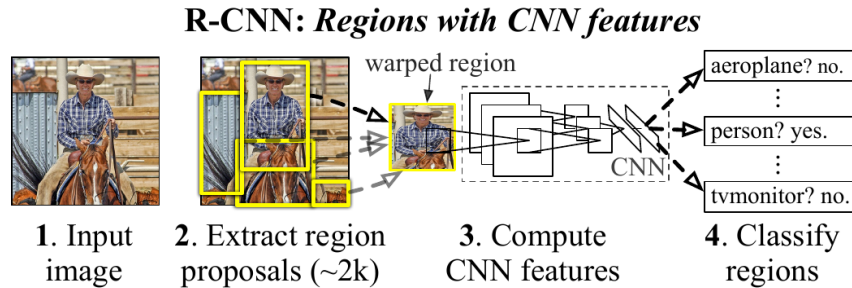 R-CNN: Regions with CNN features
warped region
aeroplane? no.
⋮
person? yes.
⋮
tvmonitor? no.
CNN
1. Input
image
2. Extract region
proposals (~2k)
3. Compute
CNN features
4. Classify
regions